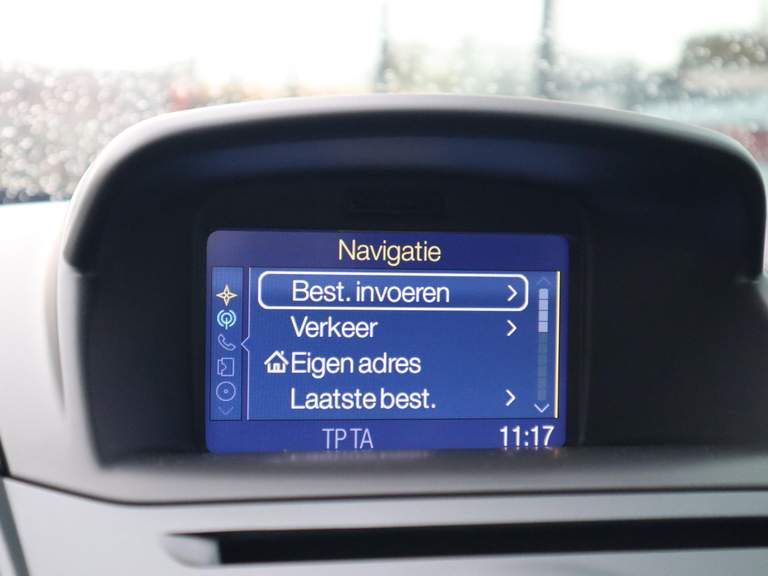 Navigatie
Best. invoeren
Verkeer
Eigen adres
Laatste best.
TP TA 11:17